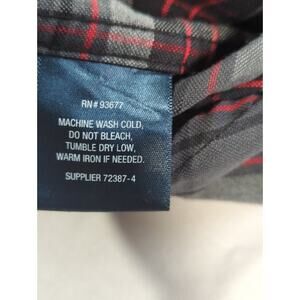 RN# 93677
MACHINE WASH COLD,
DO NOT BLEACH,
TUMBLE DRY LOW,
WARM IRON IF NEEDED.
SUPPLIER 72387-4